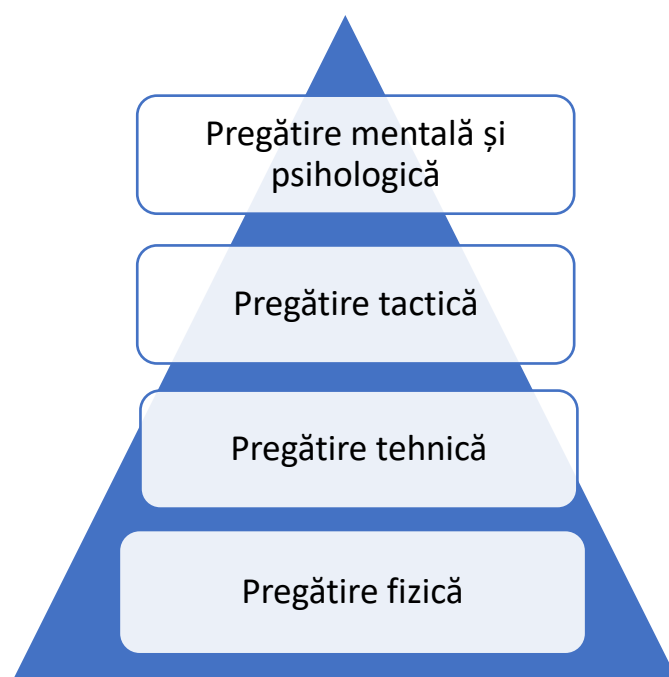 Pregătire mentală și
psihologică
Pregătire tactică
Pregătire tehnică
Pregătire fizică